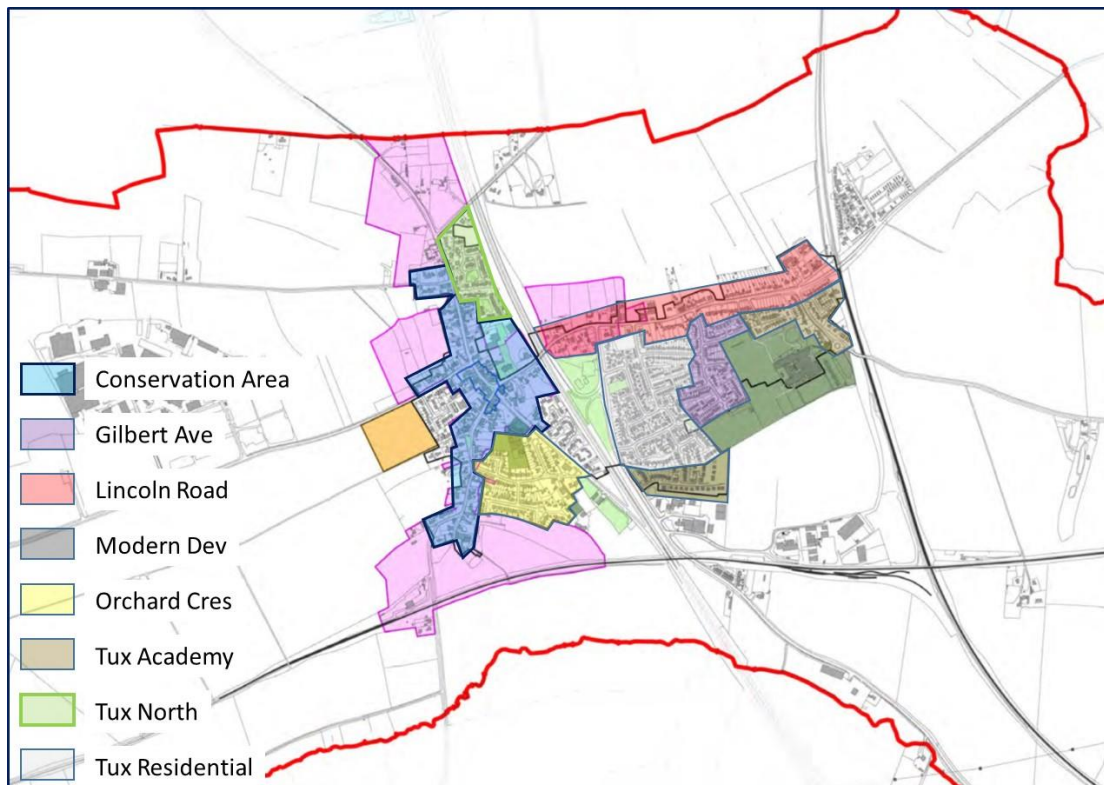 Conservation Area
Gilbert Ave
Lincoln Road
Modern Dev
Orchard Cres
Tux Academy
Tux North
Tux Residential